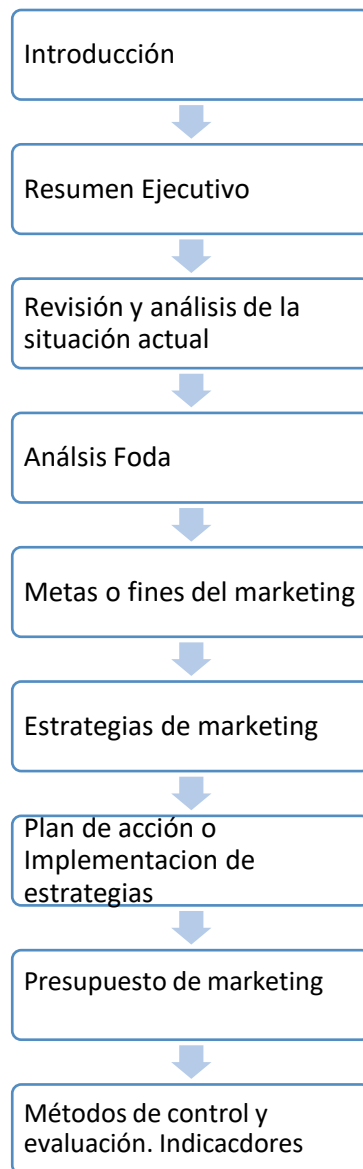 Introducción
Resumen Ejecutivo
Revisión y análisis de la
situación actual
Análsis Foda
Metas o fines del marketing
Estrategias de marketing
Plan de acción o
Implementacion de
estrategias
Presupuesto de marketing
Métodos de control y
evaluación. Indicacdores